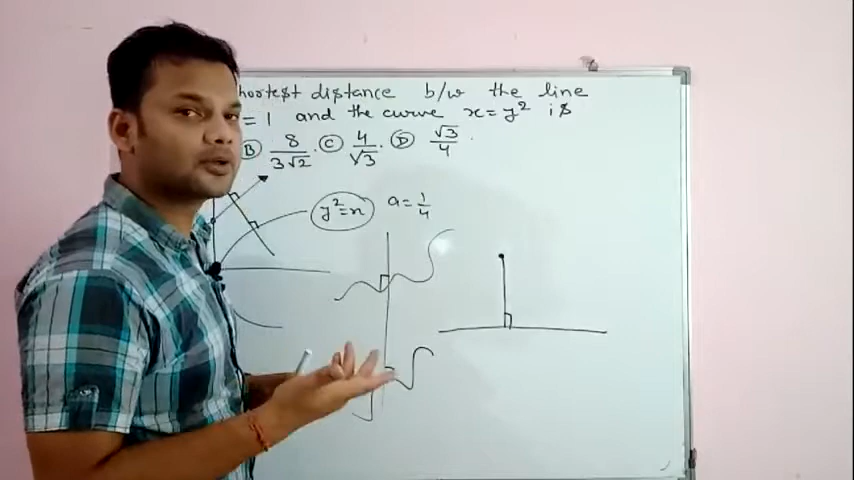 shortest distance b/w the line
= 1 and the curve x = y² is
Ⓑ 8/3√2 . Ⓒ 4/√3 . Ⓓ √3/4 .
y² = x a = 1/4